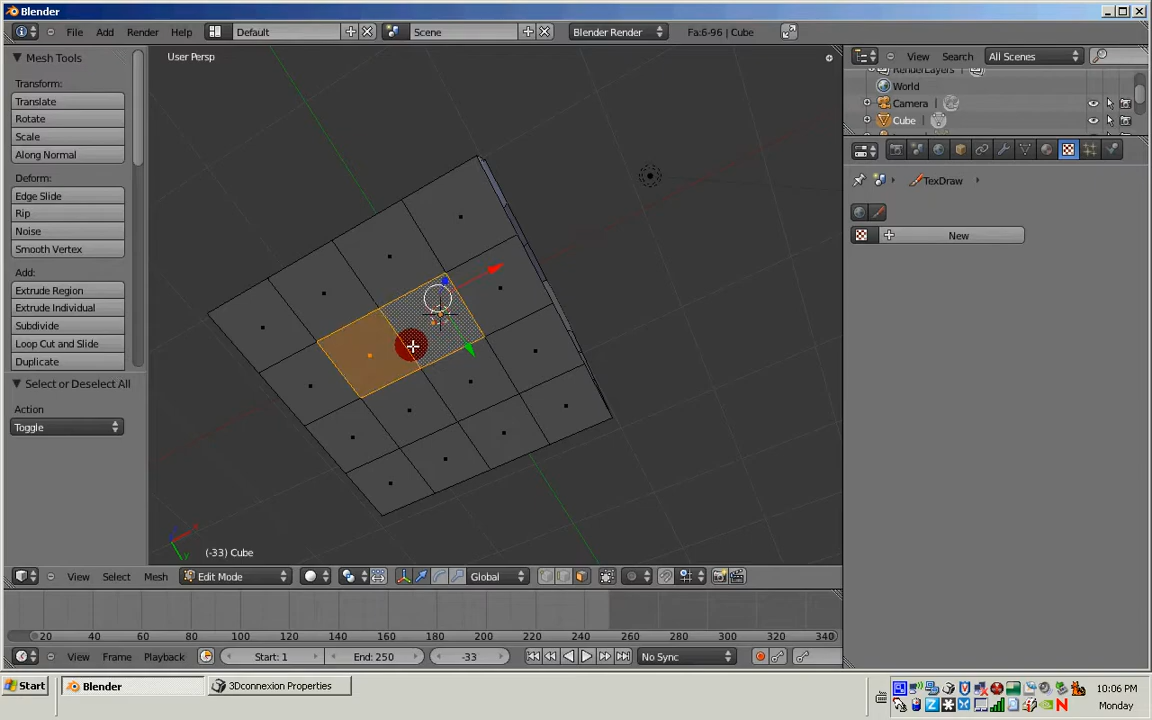 Blender
File Add Render Help Default Scene Blender Render Fa:6-96 | Cube View Search All Scenes
Mesh Tools
User Persp
RenderLayers
World
Camera
Cube
Transform:
Translate
Rotate
Scale
Along Normal
TexDraw
New
Deform:
Edge Slide
Rip
Noise
Smooth Vertex
Add:
Extrude Region
Extrude Individual
Subdivide
Loop Cut and Slide
Duplicate
Select or Deselect All
Action
Toggle
(-33) Cube
View Select Mesh Edit Mode Global
20 40 60 80 100 120 140 160 180 200 220 240 260 280 300 320 340
View Frame Playback Start: 1 End: 250 -33 No Sync
Start Blender 3Dconnexion Properties 10:06 PM
Monday